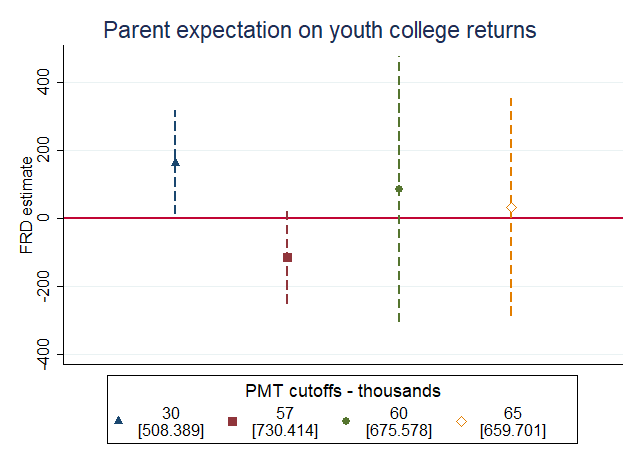 Parent expectation on youth college returns
FRD estimate
400
200
0
-200
-400
PMT cutoffs - thousands
30 57 60 65
[508.389] [730.414] [675.578] [659.701]